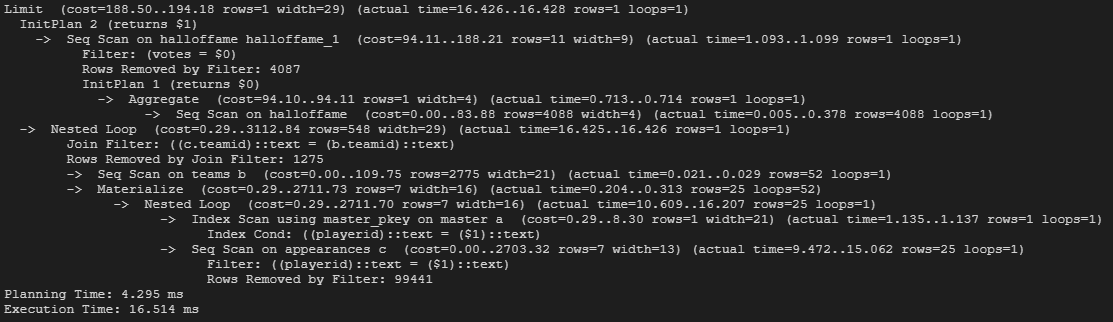 Limit  (cost=188.50..194.18 rows=1 width=29) (actual time=16.426..16.428 rows=1 loops=1)
  InitPlan 2 (returns $1)
    ->  Seq Scan on halloffame halloffame_1  (cost=94.11..188.21 rows=11 width=9) (actual time=1.093..1.099 rows=1 loops=1)
          Filter: (votes = $0)
          Rows Removed by Filter: 4087
          InitPlan 1 (returns $0)
            ->  Aggregate  (cost=94.10..94.11 rows=1 width=4) (actual time=0.713..0.714 rows=1 loops=1)
                  ->  Seq Scan on halloffame  (cost=0.00..83.88 rows=4088 width=4) (actual time=0.005..0.378 rows=4088 loops=1)
  ->  Nested Loop  (cost=0.29..3112.84 rows=548 width=29) (actual time=16.425..16.426 rows=1 loops=1)
        Join Filter: ((c.teamid)::text = (b.teamid)::text)
        Rows Removed by Join Filter: 1275
        ->  Seq Scan on teams b  (cost=0.00..109.75 rows=2775 width=21) (actual time=0.021..0.029 rows=52 loops=1)
        ->  Materialize  (cost=0.29..2711.73 rows=7 width=16) (actual time=0.204..0.313 rows=25 loops=52)
              ->  Nested Loop  (cost=0.29..2711.70 rows=7 width=16) (actual time=10.609..16.207 rows=25 loops=1)
                    ->  Index Scan using master_pkey on master a  (cost=0.29..8.30 rows=1 width=21) (actual time=1.135..1.137 rows=1 loops=1)
                          Index Cond: ((playerid)::text = ($1)::text)
                    ->  Seq Scan on appearances c  (cost=0.00..2703.32 rows=7 width=13) (actual time=9.472..15.062 rows=25 loops=1)
                          Filter: ((playerid)::text = ($1)::text)
                          Rows Removed by Filter: 99441
Planning Time: 4.295 ms
Execution Time: 16.514 ms